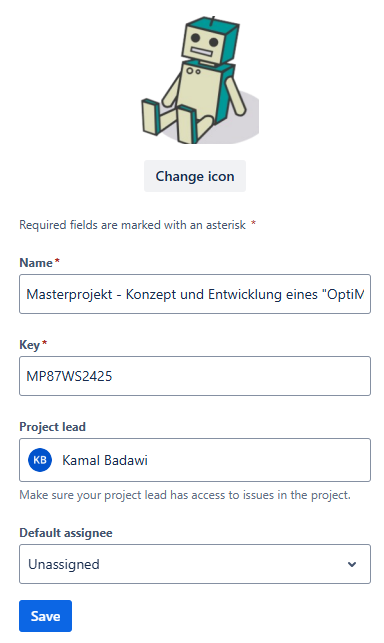 Change icon
Required fields are marked with an asterisk *
Name*
Masterprojekt - Konzept und Entwicklung eines "OptiM
Key*
MP87WS2425
Project lead
KB Kamal Badawi
Make sure your project lead has access to issues in the project.
Default assignee
Unassigned
Save